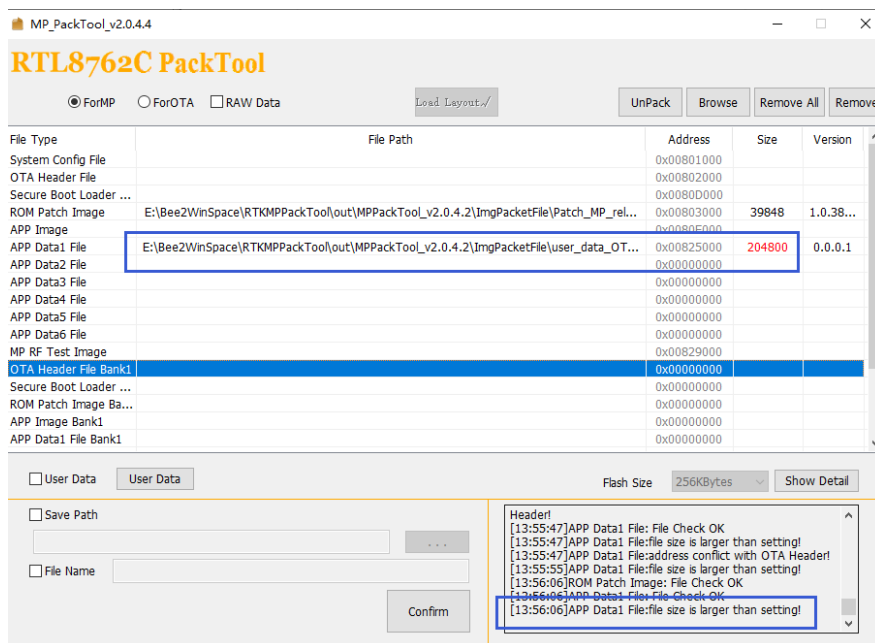 MP_PackTool_v2.0.4.4
RTL8762C PackTool
ForMP ForOTA RAW Data Load Layout√ UnPack Browse Remove All Remove
File Type File Path Address Size Version
System Config File 0x00801000
OTA Header File 0x00802000
Secure Boot Loader ... 0x0080D000
ROM Patch Image E:\Bee2WinSpace\RTKMPPackTool\out\MPPackTool_v2.0.4.2\ImgPacketFile\Patch_MP_rel... 0x00803000 39848 1.0.38...
APP Image 0x0080E000
APP Data1 File E:\Bee2WinSpace\RTKMPPackTool\out\MPPackTool_v2.0.4.2\ImgPacketFile\user_data_OT... 0x00825000 204800 0.0.0.1
APP Data2 File 0x00000000
APP Data3 File 0x00000000
APP Data4 File 0x00000000
APP Data5 File 0x00000000
APP Data6 File 0x00000000
MP RF Test Image 0x00829000
OTA Header File Bank1 0x00000000
Secure Boot Loader ... 0x00000000
ROM Patch Image Ba... 0x00000000
APP Image Bank1 0x00000000
APP Data1 File Bank1 0x00000000
User Data User Data Flash Size 256KBytes Show Detail
Save Path
...
File Name
Confirm
Header!
[13:55:47]APP Data1 File: File Check OK
[13:55:47]APP Data1 File:file size is larger than setting!
[13:55:47]APP Data1 File:address conflict with OTA Header!
[13:55:55]APP Data1 File:file size is larger than setting!
[13:56:06]ROM Patch Image: File Check OK
[13:56:06]APP Data1 File: File Check OK
[13:56:06]APP Data1 File:file size is larger than setting!